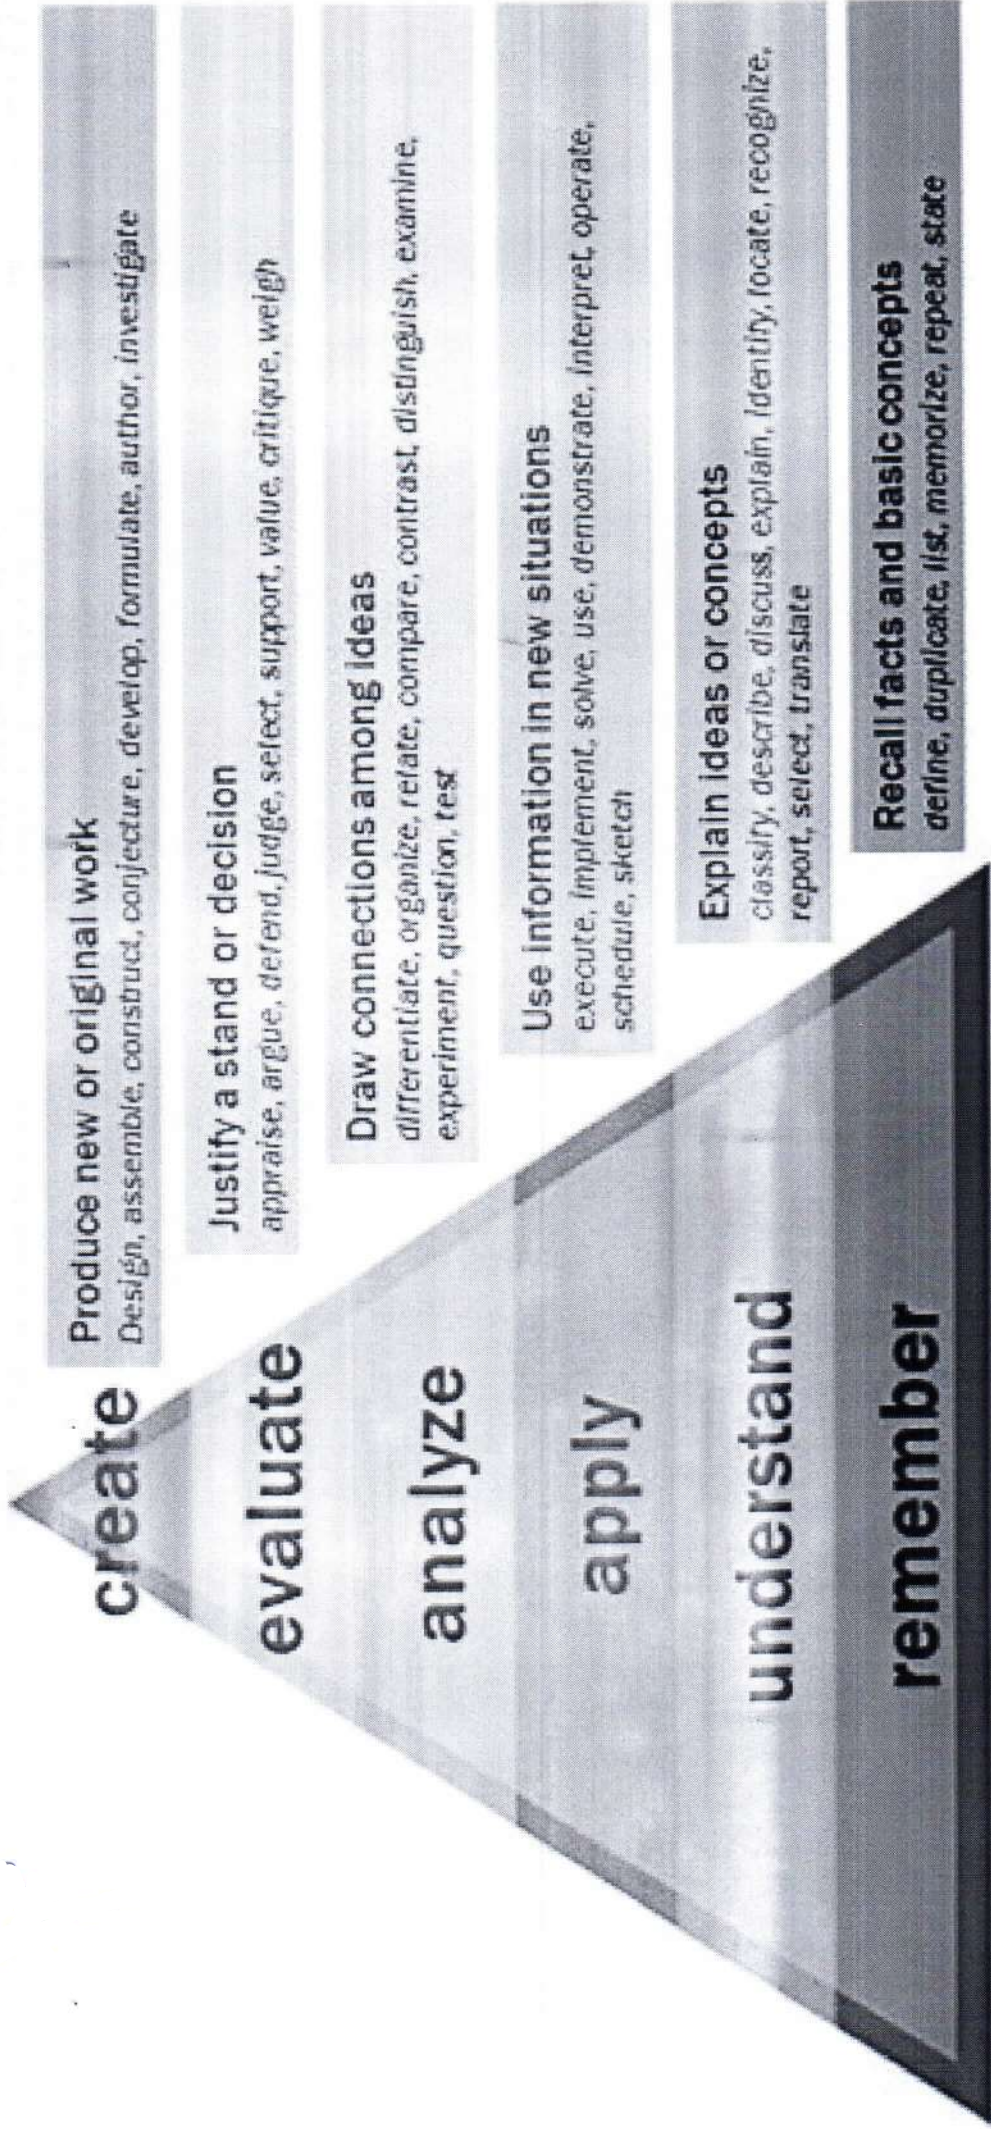 create
Produce new or original work
Design, assemble, construct, conjecture, develop, formulate, author, investigate
evaluate
Justify a stand or decision
appraise, argue, defend, judge, select, support, value, critique, weigh
analyze
Draw connections among ideas
differentiate, organize, relate, compare, contrast, distinguish, examine,
experiment, question, test
apply
Use information in new situations
execute, implement, solve, use, demonstrate, interpret, operate,
schedule, sketch
understand
Explain ideas or concepts
classify, describe, discuss, explain, identify, locate, recognize,
report, select, translate
remember
Recall facts and basic concepts
define, duplicate, list, memorize, repeat, state